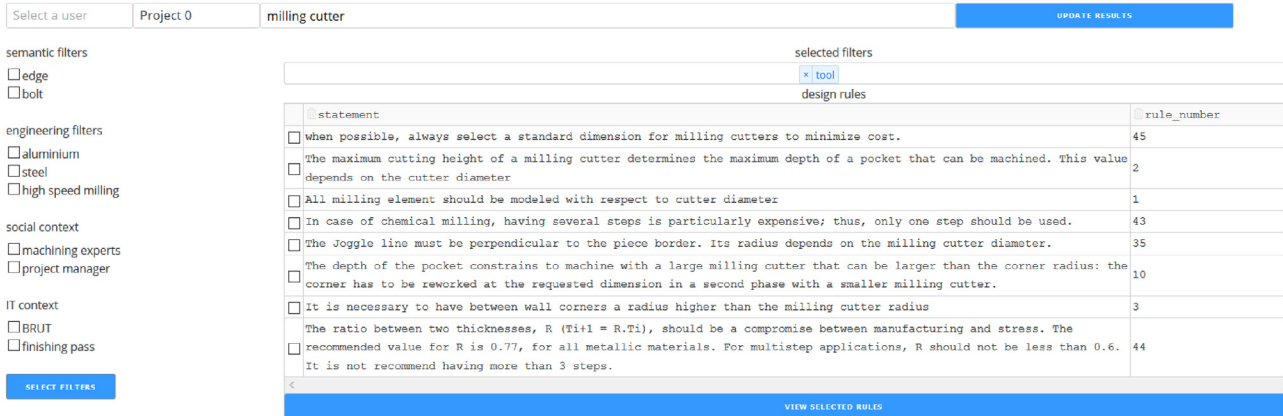 Select a user
Project 0
milling cutter
UPDATE RESULTS
semantic filters
edge
bolt
engineering filters
aluminium
steel
high speed milling
social context
machining experts
project manager
IT context
BRUT
finishing pass
SELECT FILTERS
selected filters
× tool
design rules
statement
rule_number
when possible, always select a standard dimension for milling cutters to minimize cost.
45
The maximum cutting height of a milling cutter determines the maximum depth of a pocket that can be machined. This value
depends on the cutter diameter
2
All milling element should be modeled with respect to cutter diameter
1
In case of chemical milling, having several steps is particularly expensive; thus, only one step should be used.
43
The Joggle line must be perpendicular to the piece border. Its radius depends on the milling cutter diameter.
35
The depth of the pocket constrains to machine with a large milling cutter that can be larger than the corner radius: the
corner has to be reworked at the requested dimension in a second phase with a smaller milling cutter.
10
It is necessary to have between wall corners a radius higher than the milling cutter radius
3
The ratio between two thicknesses, R (Ti+1 = R.Ti), should be a compromise between manufacturing and stress. The
recommended value for R is 0.77, for all metallic materials. For multistep applications, R should not be less than 0.6.
It is not recommend having more than 3 steps.
44
VIEW SELECTED RULES